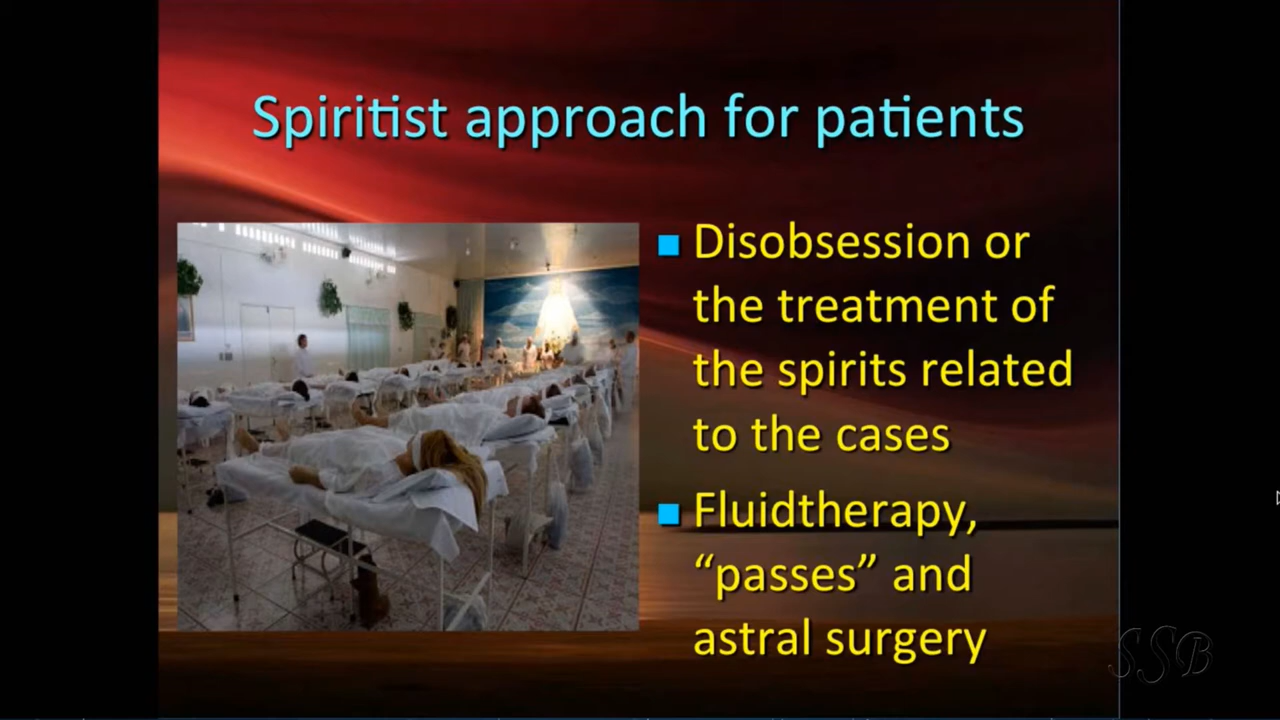 Spiritist approach for patients
Disobsession or
the treatment of
the spirits related
to the cases
Fluidtherapy,
“passes” and
astral surgery
SSB